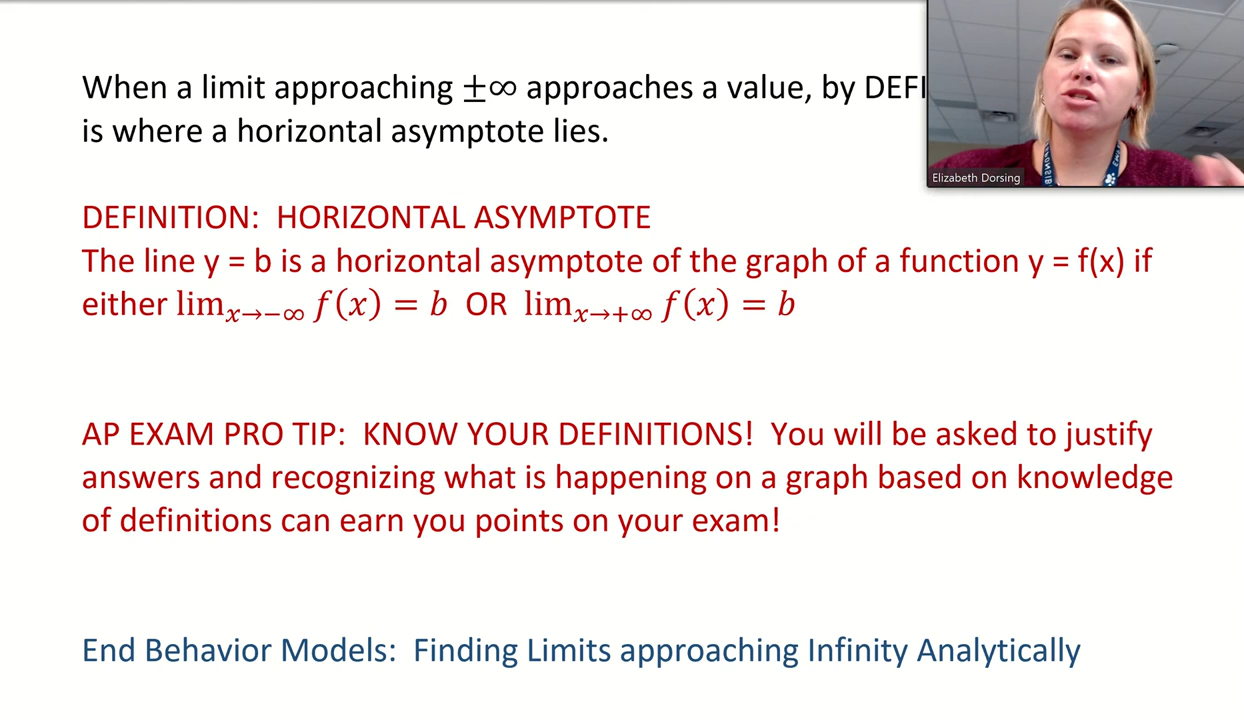 When a limit approaching ±∞ approaches a value, by DEFI
is where a horizontal asymptote lies.
Elizabeth Dorsing
DEFINITION: HORIZONTAL ASYMPTOTE
The line y = b is a horizontal asymptote of the graph of a function y = f(x) if
either lim x→−∞ f(x) = b OR lim x→+∞ f(x) = b
AP EXAM PRO TIP: KNOW YOUR DEFINITIONS! You will be asked to justify
answers and recognizing what is happening on a graph based on knowledge
of definitions can earn you points on your exam!
End Behavior Models: Finding Limits approaching Infinity Analytically